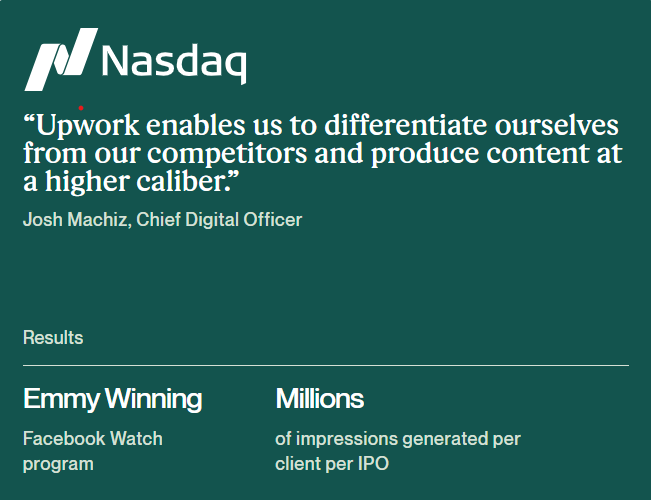 Nasdaq
“Upwork enables us to differentiate ourselves
from our competitors and produce content at
a higher caliber.”
Josh Machiz, Chief Digital Officer
Results
Emmy Winning
Facebook Watch
program
Millions
of impressions generated per
client per IPO